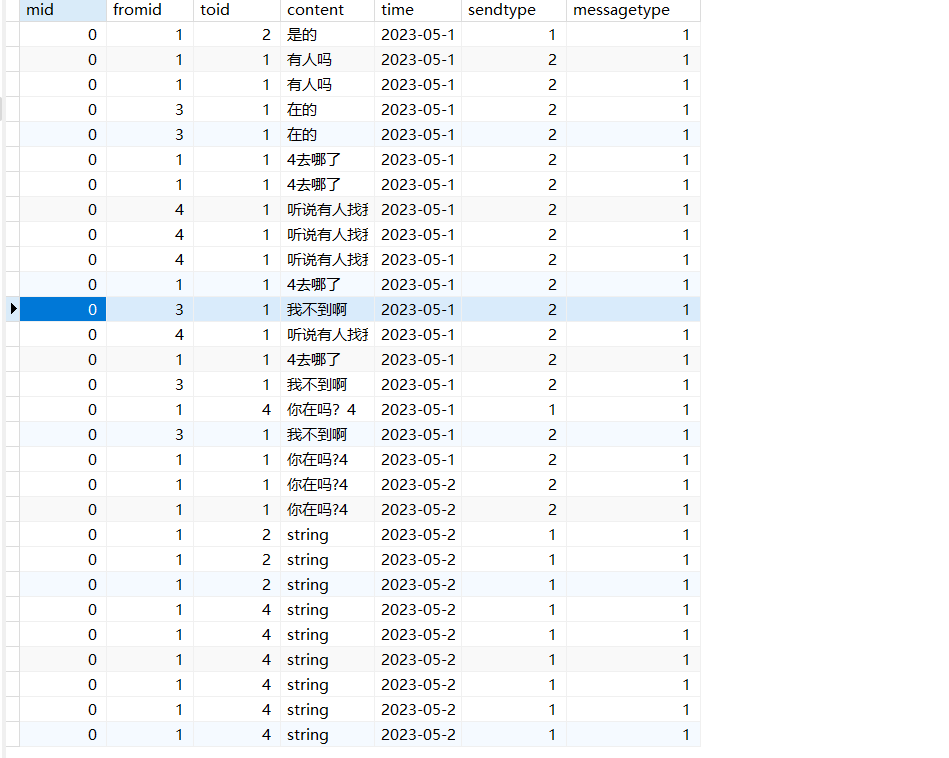 mid fromid toid content time sendtype messagetype
0 1 2 是的 2023-05-1 1 1
0 1 1 有人吗 2023-05-1 2 1
0 1 1 有人吗 2023-05-1 2 1
0 3 1 在的 2023-05-1 2 1
0 3 1 在的 2023-05-1 2 1
0 1 1 4去哪了 2023-05-1 2 1
0 1 1 4去哪了 2023-05-1 2 1
0 4 1 听说有人找我 2023-05-1 2 1
0 4 1 听说有人找我 2023-05-1 2 1
0 4 1 听说有人找我 2023-05-1 2 1
0 1 1 4去哪了 2023-05-1 2 1
0 3 1 我不到啊 2023-05-1 2 1
0 4 1 听说有人找我 2023-05-1 2 1
0 1 1 4去哪了 2023-05-1 2 1
0 3 1 我不到啊 2023-05-1 2 1
0 1 4 你在吗？4 2023-05-1 1 1
0 3 1 我不到啊 2023-05-1 2 1
0 1 1 你在吗?4 2023-05-1 2 1
0 1 1 你在吗?4 2023-05-2 2 1
0 1 1 你在吗?4 2023-05-2 2 1
0 1 2 string 2023-05-2 1 1
0 1 2 string 2023-05-2 1 1
0 1 2 string 2023-05-2 1 1
0 1 4 string 2023-05-2 1 1
0 1 4 string 2023-05-2 1 1
0 1 4 string 2023-05-2 1 1
0 1 4 string 2023-05-2 1 1
0 1 4 string 2023-05-2 1 1
0 1 4 string 2023-05-2 1 1